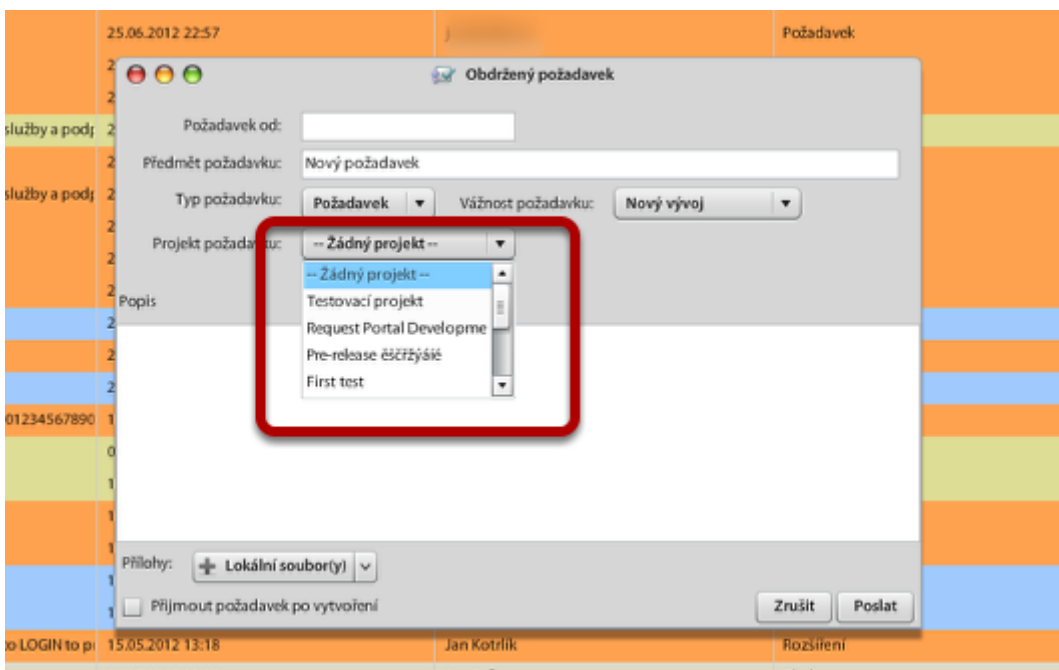 25.06.2012 22:57 Požadavek
Obdržený požadavek
služby a podp
Požadavek od:
Předmět požadavku: Nový požadavek
služby a podp
Typ požadavku: Požadavek Vážnost požadavku: Nový vývoj
Projekt požadavku: -- Žádný projekt --
-- Žádný projekt --
Testovací projekt
Popis
Request Portal Developme
Pre-release ěščřžýáíé
First test
01234567890
Přílohy: Lokální soubor(y)
Přijmout požadavek po vytvoření Zrušit Poslat
to LOGIN to p 15.05.2012 13:18 Jan Kotrlík Rozšíření